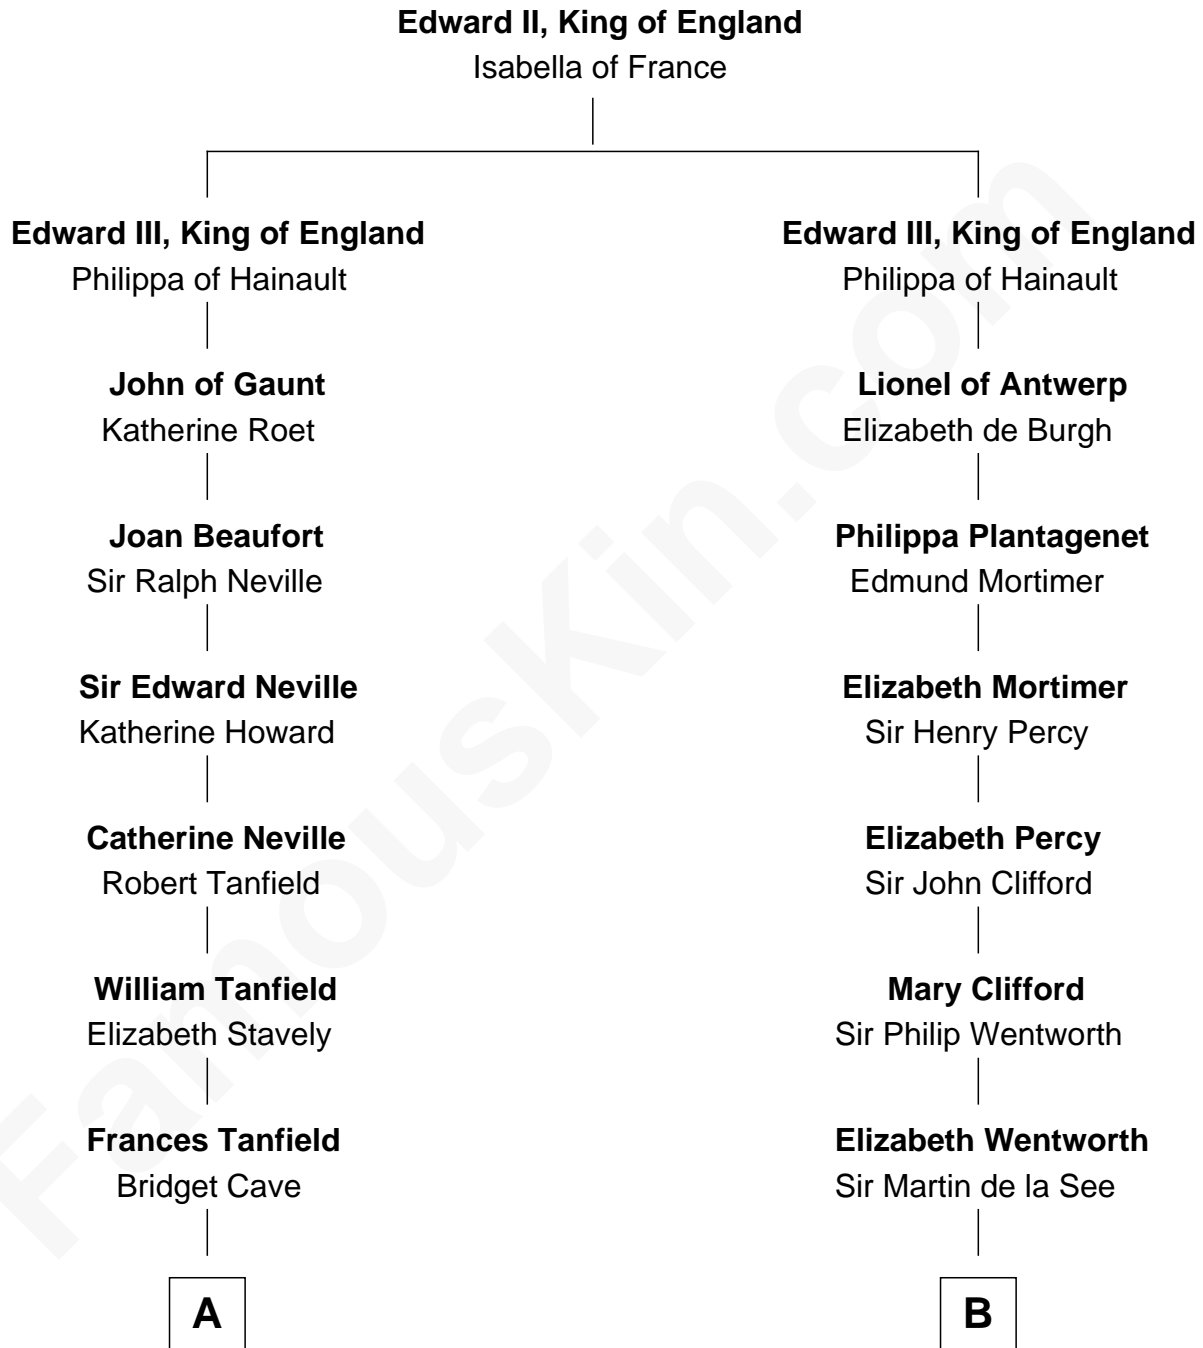 Edward II, King of England
Isabella of France
Edward III, King of England
Philippa of Hainault
Edward III, King of England
Philippa of Hainault
John of Gaunt
Katherine Roet
Lionel of Antwerp
Elizabeth de Burgh
Joan Beaufort
Sir Ralph Neville
Philippa Plantagenet
Edmund Mortimer
Sir Edward Neville
Katherine Howard
Elizabeth Mortimer
Sir Henry Percy
Catherine Neville
Robert Tanfield
Elizabeth Percy
Sir John Clifford
William Tanfield
Elizabeth Stavely
Mary Clifford
Sir Philip Wentworth
Frances Tanfield
Bridget Cave
Elizabeth Wentworth
Sir Martin de la See
A
B
FamousKin.com